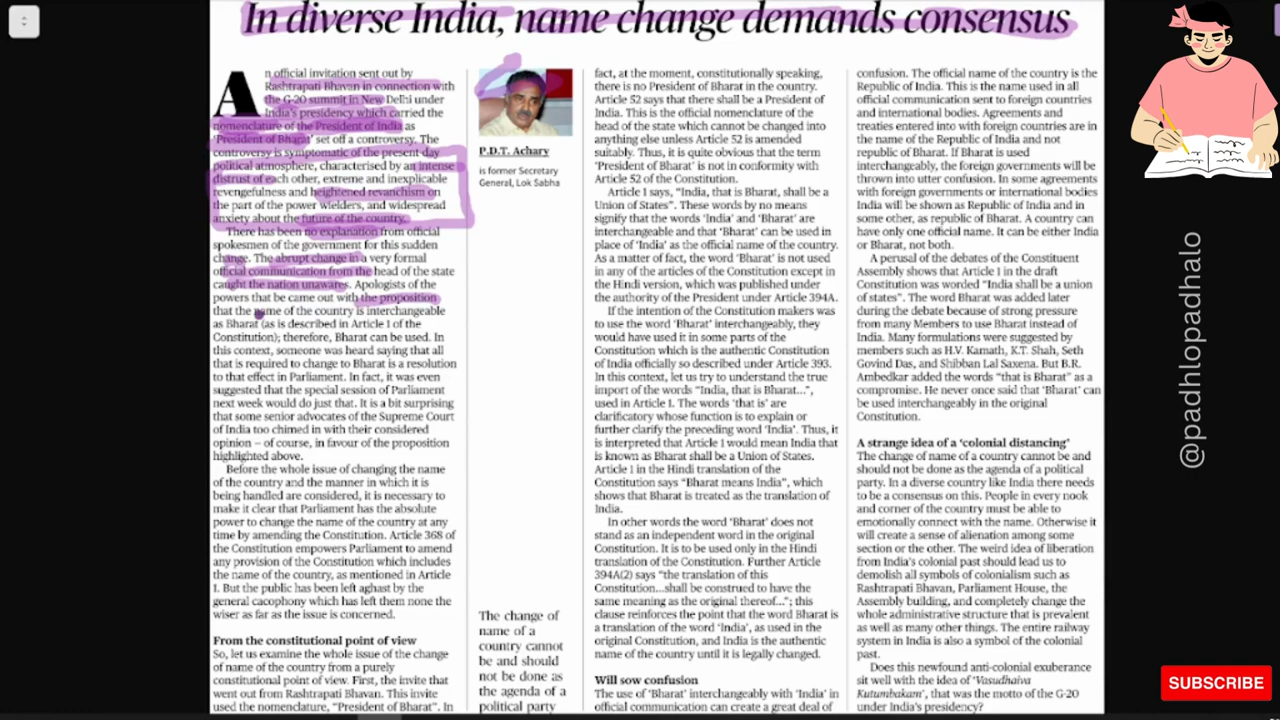 In diverse India, name change demands consensus
An official invitation sent out by
Rashtrapati Bhavan in connection with
the G-20 summit in New Delhi under
India's presidency which carried the
nomenclature of the President of India as
'President of Bharat' set off a controversy. The
controversy is symptomatic of the present day
political atmosphere, characterised by an intense
distrust of each other, extreme and inexplicable
revengefulness and heightened revanchism on
the part of the power wielders, and widespread
anxiety about the future of the country.
There has been no explanation from official
spokesmen of the government for this sudden
change. The abrupt change in a very formal
official communication from the head of the state
caught the nation unawares. Apologists of the
powers that be came out with the proposition
that the name of the country is interchangeable
as Bharat (as is described in Article 1 of the
Constitution); therefore, Bharat can be used. In
this context, someone was heard saying that all
that is required to change to Bharat is a resolution
to that effect in Parliament. In fact, it was even
suggested that the special session of Parliament
next week would do just that. It is a bit surprising
that some senior advocates of the Supreme Court
of India too chimed in with their considered
opinion – of course, in favour of the proposition
highlighted above.
Before the whole issue of changing the name
of the country and the manner in which it is
being handled are considered, it is necessary to
make it clear that Parliament has the absolute
power to change the name of the country at any
time by amending the Constitution. Article 368 of
the Constitution empowers Parliament to amend
any provision of the Constitution which includes
the name of the country, as mentioned in Article
1. But the public has been left aghast by the
general cacophony which has left them none the
wiser as far as the issue is concerned.
From the constitutional point of view
So, let us examine the whole issue of the change
of name of the country from a purely
constitutional point of view. First, the invite that
went out from Rashtrapati Bhavan. This invite
used the nomenclature, "President of Bharat". In
P.D.T. Achary
is former Secretary
General, Lok Sabha
The change of
name of a
country cannot
be and should
not be done as
the agenda of a
political party
fact, at the moment, constitutionally speaking,
there is no President of Bharat in the country.
Article 52 says that there shall be a President of
India. This is the official nomenclature of the
head of the state which cannot be changed into
anything else unless Article 52 is amended
suitably. Thus, it is quite obvious that the term
'President of Bharat' is not in conformity with
Article 52 of the Constitution.
Article 1 says, "India, that is Bharat, shall be a
Union of States". These words by no means
signify that the words 'India' and 'Bharat' are
interchangeable and that 'Bharat' can be used in
place of 'India' as the official name of the country.
As a matter of fact, the word 'Bharat' is not used
in any of the articles of the Constitution except in
the Hindi version, which was published under
the authority of the President under Article 394A.
If the intention of the Constitution makers was
to use the word 'Bharat' interchangeably, they
would have used it in some parts of the
Constitution which is the authentic Constitution
of India officially so described under Article 393.
In this context, let us try to understand the true
import of the words "India, that is Bharat...",
used in Article 1. The words 'that is' are
clarificatory whose function is to explain or
further clarify the preceding word 'India'. Thus, it
is interpreted that Article 1 would mean India that
is known as Bharat shall be a Union of States.
Article 1 in the Hindi translation of the
Constitution says "Bharat means India", which
shows that Bharat is treated as the translation of
India.
In other words the word 'Bharat' does not
stand as an independent word in the original
Constitution. It is to be used only in the Hindi
translation of the Constitution. Further Article
394A(2) says "the translation of this
Constitution...shall be construed to have the
same meaning as the original thereof..."; this
clause reinforces the point that the word Bharat is
a translation of the word 'India', as used in the
original Constitution, and India is the authentic
name of the country until it is legally changed.
Will sow confusion
The use of 'Bharat' interchangeably with 'India' in
official communication can create a great deal of
confusion. The official name of the country is the
Republic of India. This is the name used in all
official communication sent to foreign countries
and international bodies. Agreements and
treaties entered into with foreign countries are in
the name of the Republic of India and not
republic of Bharat. If Bharat is used
interchangeably, the foreign governments will be
thrown into utter confusion. In some agreements
with foreign governments or international bodies
India will be shown as Republic of India and in
some other, as republic of Bharat. A country can
have only one official name. It can be either India
or Bharat, not both.
A perusal of the debates of the Constituent
Assembly shows that Article 1 in the draft
Constitution was worded "India shall be a union
of states". The word Bharat was added later
during the debate because of strong pressure
from many Members to use Bharat instead of
India. Many formulations were suggested by
members such as H.V. Kamath, K.T. Shah, Seth
Govind Das, and Shibban Lal Saxena. But B.R.
Ambedkar added the words "that is Bharat" as a
compromise. He never once said that 'Bharat' can
be used interchangeably in the original
Constitution.
A strange idea of a 'colonial distancing'
The change of name of a country cannot be and
should not be done as the agenda of a political
party. In a diverse country like India there needs
to be a consensus on this. People in every nook
and corner of the country must be able to
emotionally connect with the name. Otherwise it
will create a sense of alienation among some
section or the other. The weird idea of liberation
from India's colonial past should lead us to
demolish all symbols of colonialism such as
Rashtrapati Bhavan, Parliament House, the
Assembly building, and completely change the
whole administrative structure that is prevalent
as well as many other things. The entire railway
system in India is also a symbol of the colonial
past.
Does this newfound anti-colonial exuberance
sit well with the idea of 'Vasudhaiva
Kutumbakam', that was the motto of the G-20
under India's presidency?
@padhlopadhalo
SUBSCRIBE